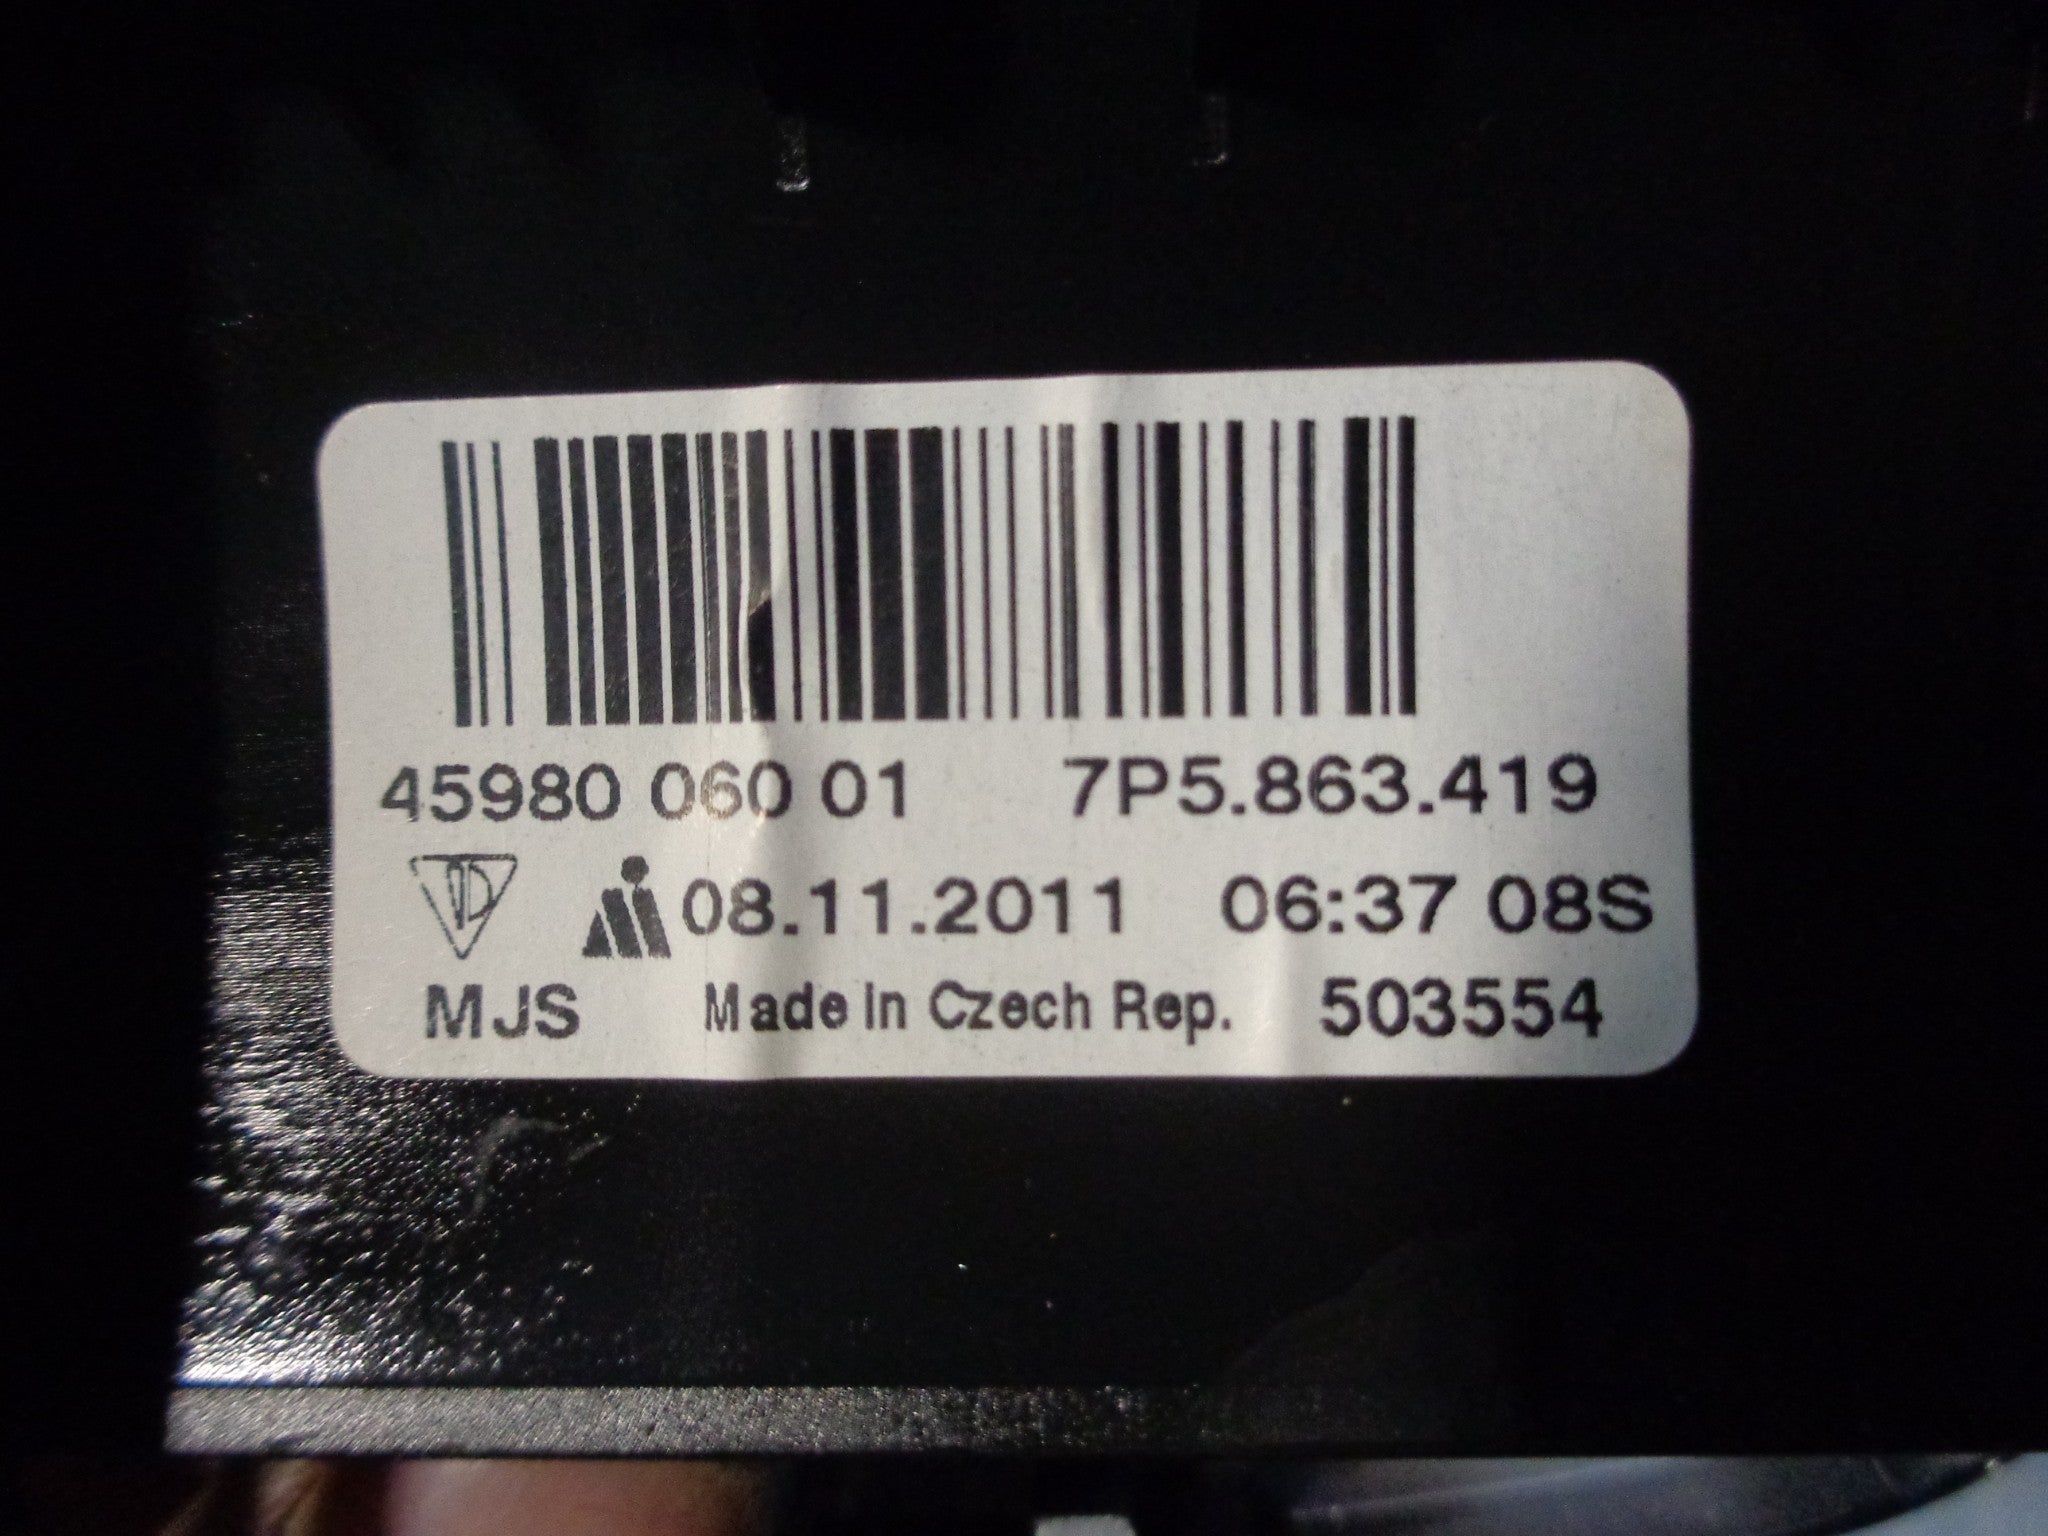 45980 060 01 7P5.863.419
08.11.2011 06:37 08S
MJS Made in Czech Rep. 503554